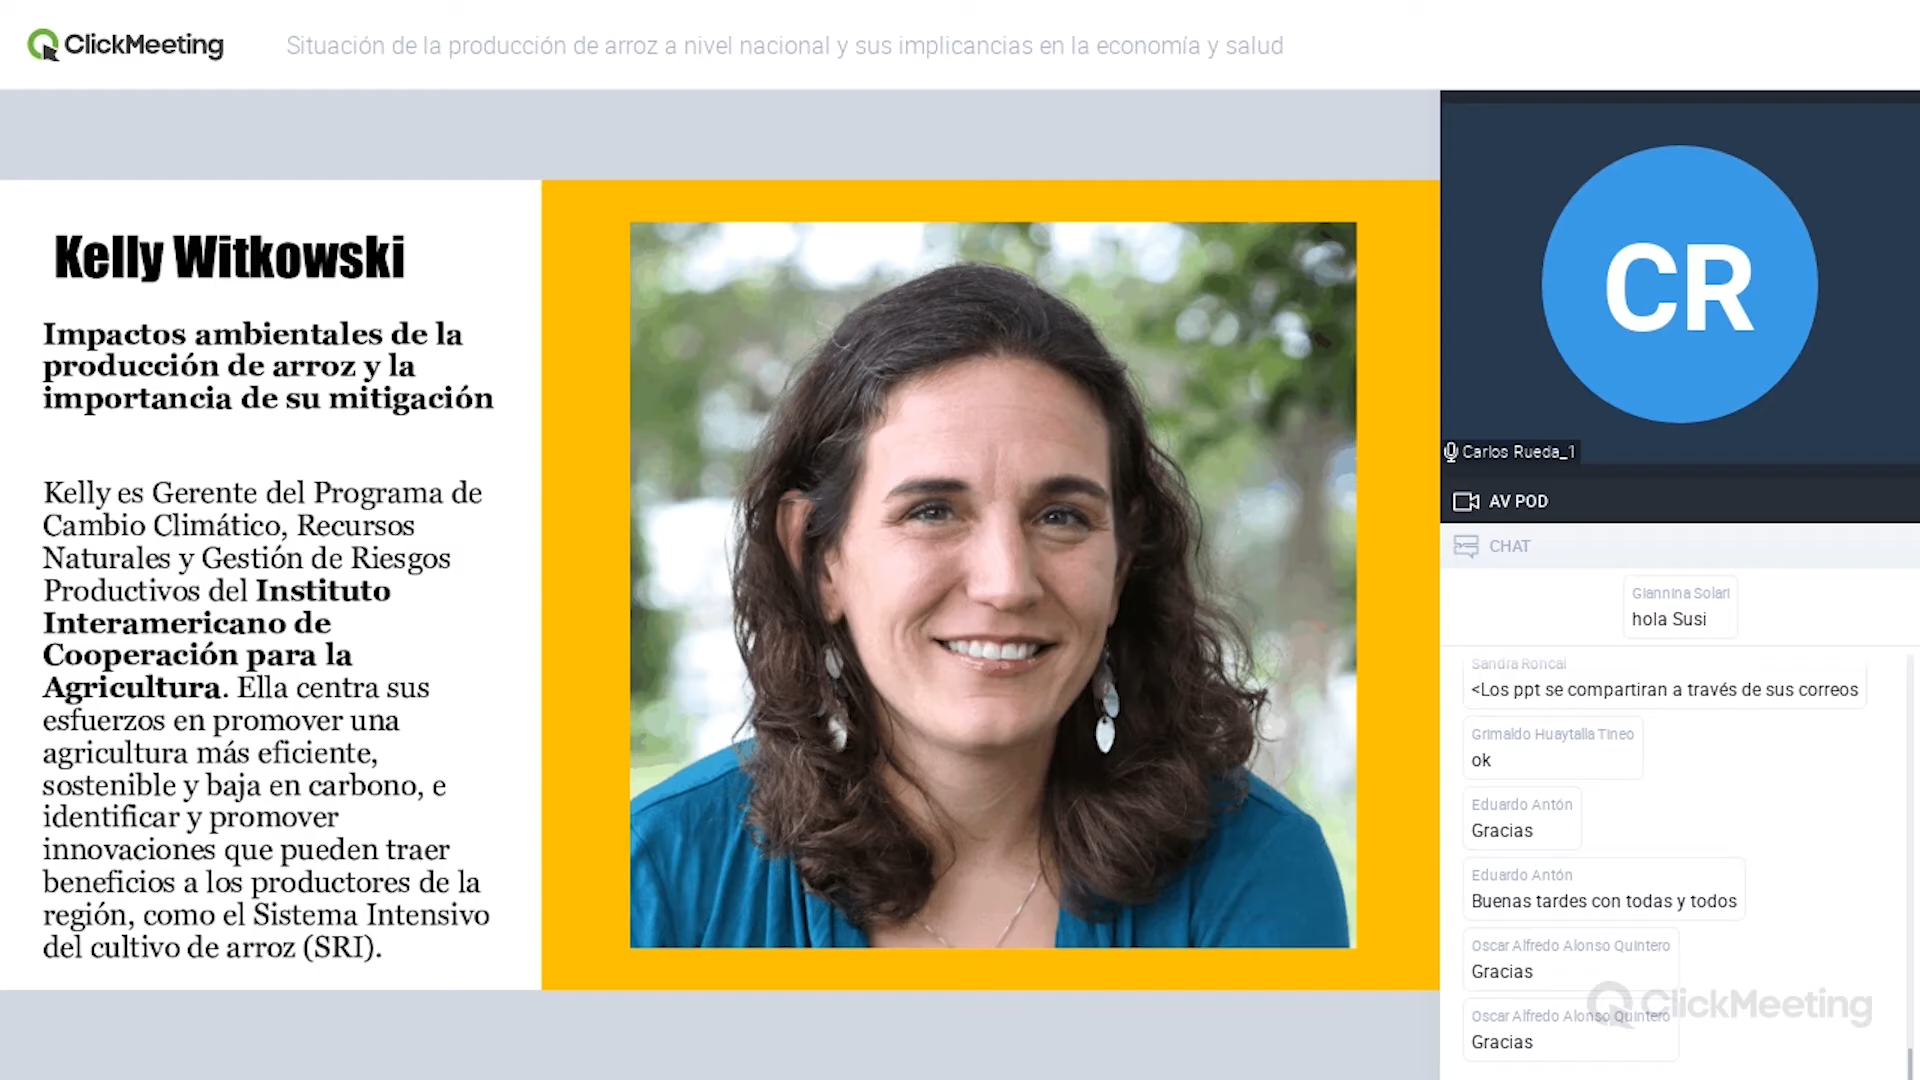 ClickMeeting
Situación de la producción de arroz a nivel nacional y sus implicancias en la economía y salud
Kelly Witkowski
Impactos ambientales de la
producción de arroz y la
importancia de su mitigación
Kelly es Gerente del Programa de
Cambio Climático, Recursos
Naturales y Gestión de Riesgos
Productivos del Instituto
Interamericano de
Cooperación para la
Agricultura. Ella centra sus
esfuerzos en promover una
agricultura más eficiente,
sostenible y baja en carbono, e
identificar y promover
innovaciones que pueden traer
beneficios a los productores de la
región, como el Sistema Intensivo
del cultivo de arroz (SRI).
CR
Carlos Rueda_1
AV POD
CHAT
Giannina Solari
hola Susi
Sandra Roncal
<Los ppt se compartiran a través de sus correos
Grimaldo Huaytalla Tineo
ok
Eduardo Antón
Gracias
Eduardo Antón
Buenas tardes con todas y todos
Oscar Alfredo Alonso Quintero
Gracias
Oscar Alfredo Alonso Quintero
Gracias
ClickMeeting